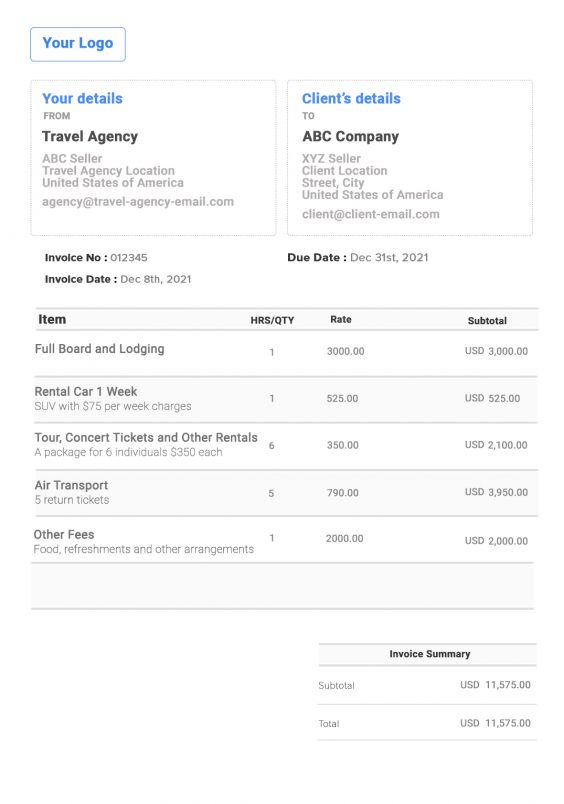 Your Logo
Your details
FROM
Travel Agency
ABC Seller
Travel Agency Location
United States of America
agency@travel-agency-email.com
Client's details
TO
ABC Company
XYZ Seller
Client Location
Street, City
United States of America
client@client-email.com
Invoice No : 012345
Due Date : Dec 31st, 2021
Invoice Date : Dec 8th, 2021
Item HRS/QTY Rate Subtotal
Full Board and Lodging 1 3000.00 USD 3,000.00
Rental Car 1 Week 1 525.00 USD 525.00
SUV with $75 per week charges
Tour, Concert Tickets and Other Rentals 6 350.00 USD 2,100.00
A package for 6 individuals $350 each
Air Transport 5 790.00 USD 3,950.00
5 return tickets
Other Fees 1 2000.00 USD 2,000.00
Food, refreshments and other arrangements
Invoice Summary
Subtotal USD 11,575.00
Total USD 11,575.00